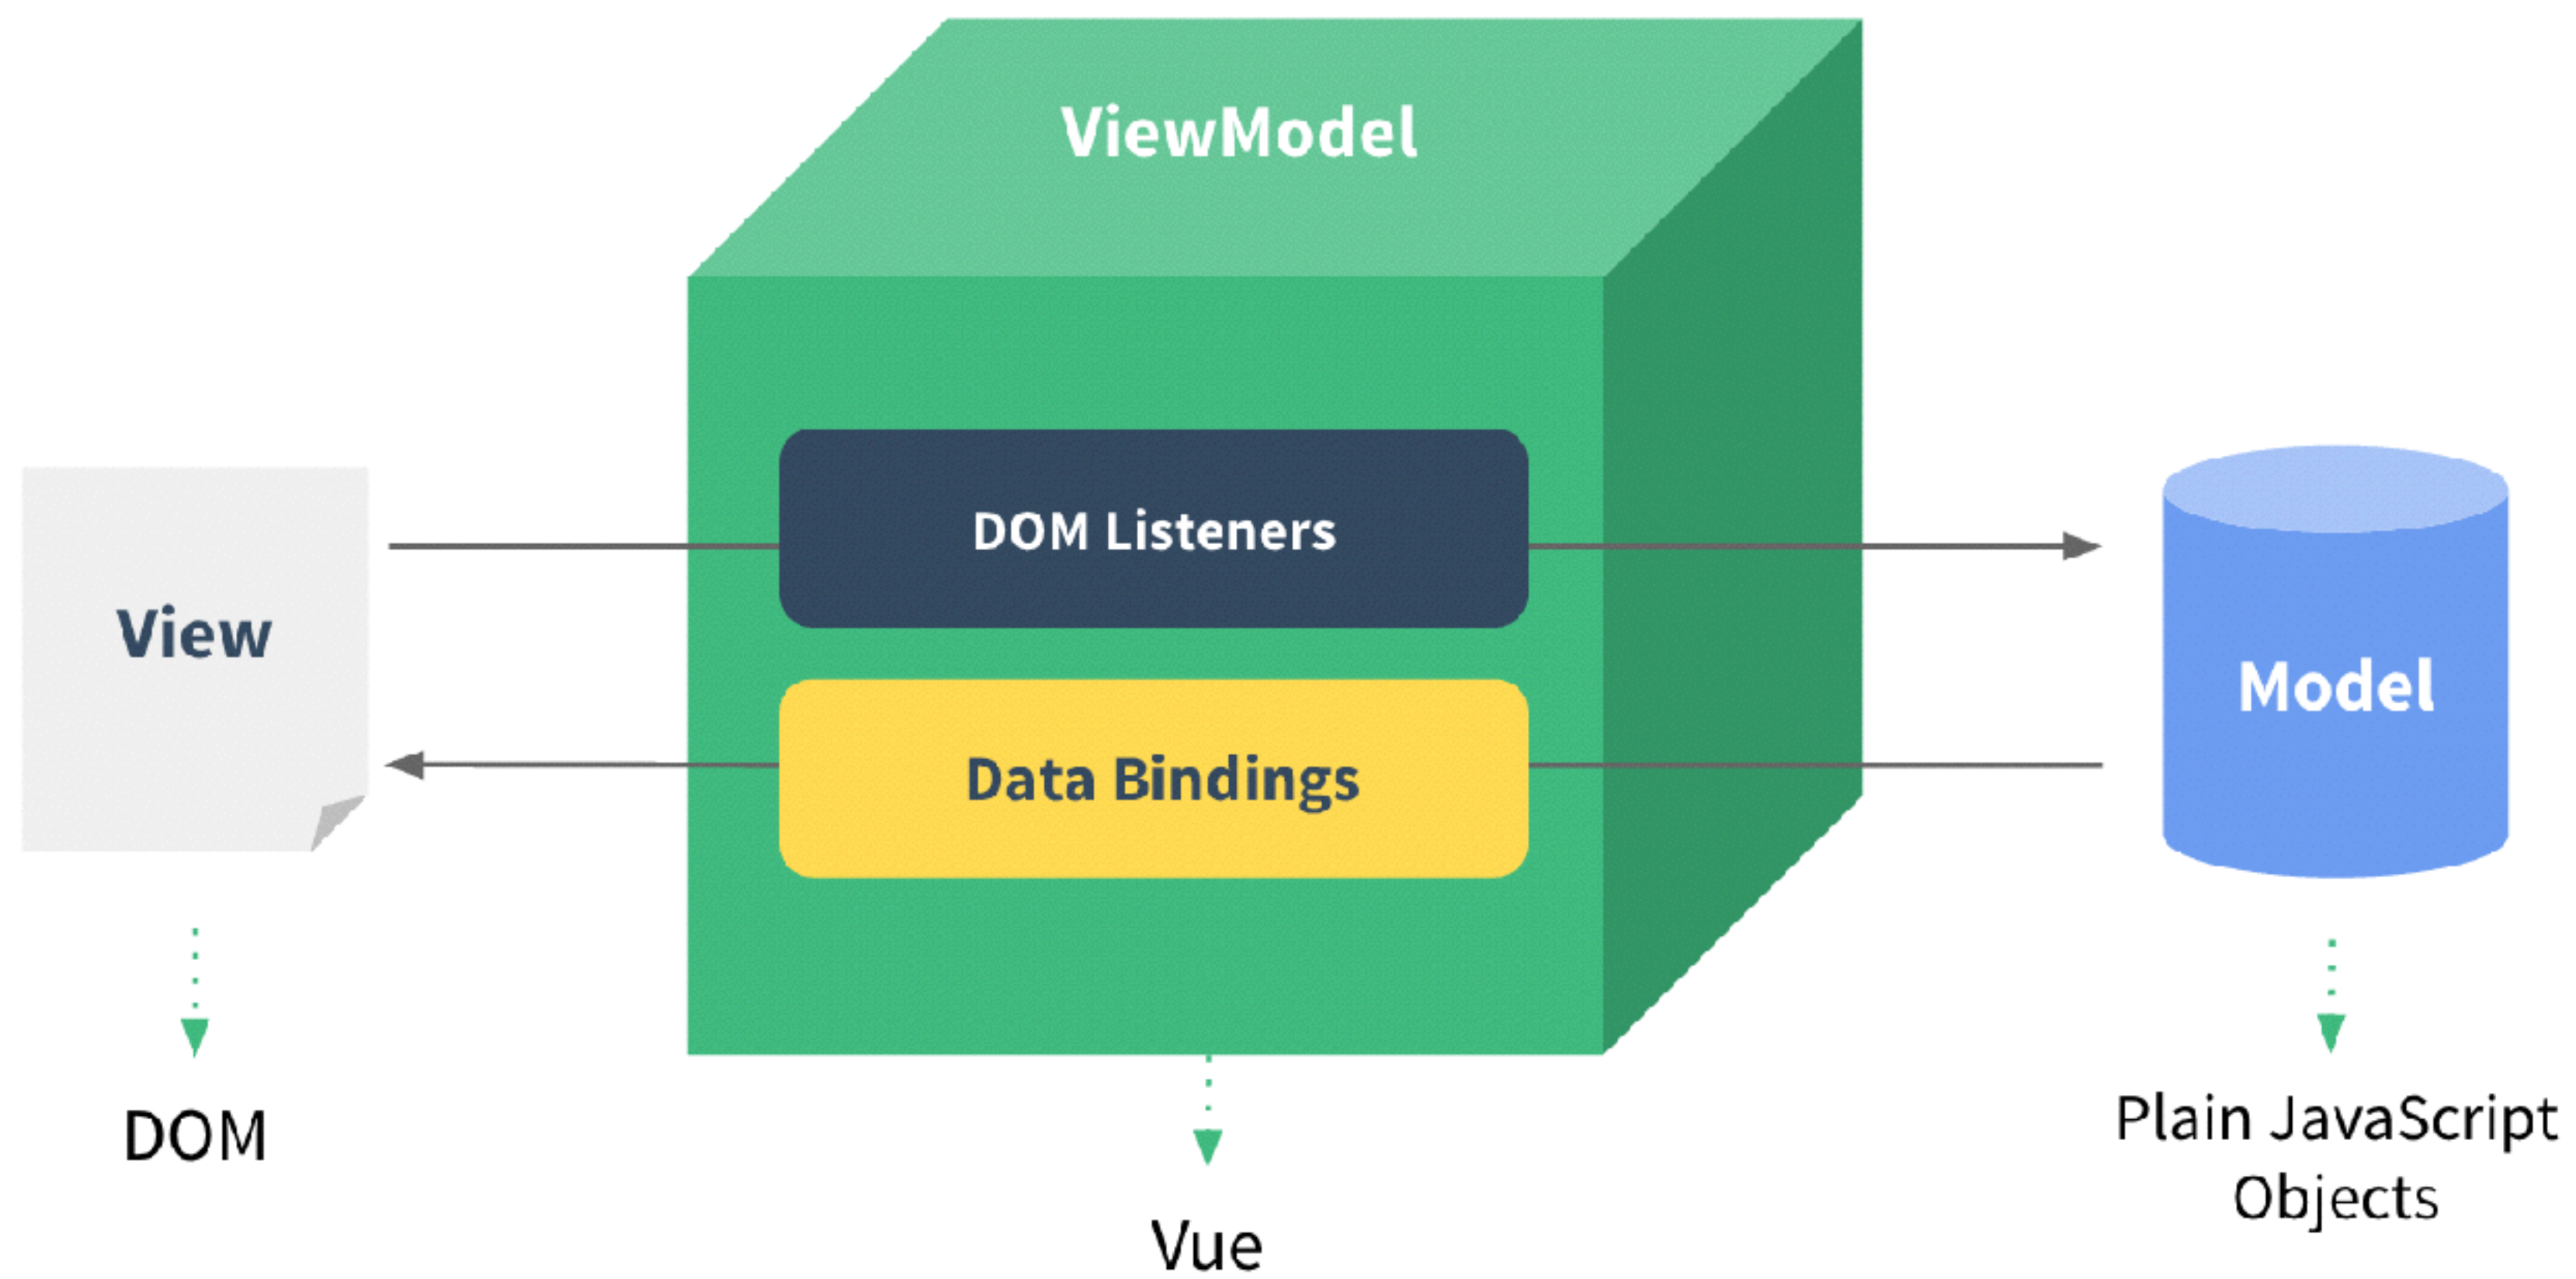 ViewModel
DOM Listeners
View
Model
Data Bindings
DOM
Plain JavaScript
Objects
Vue